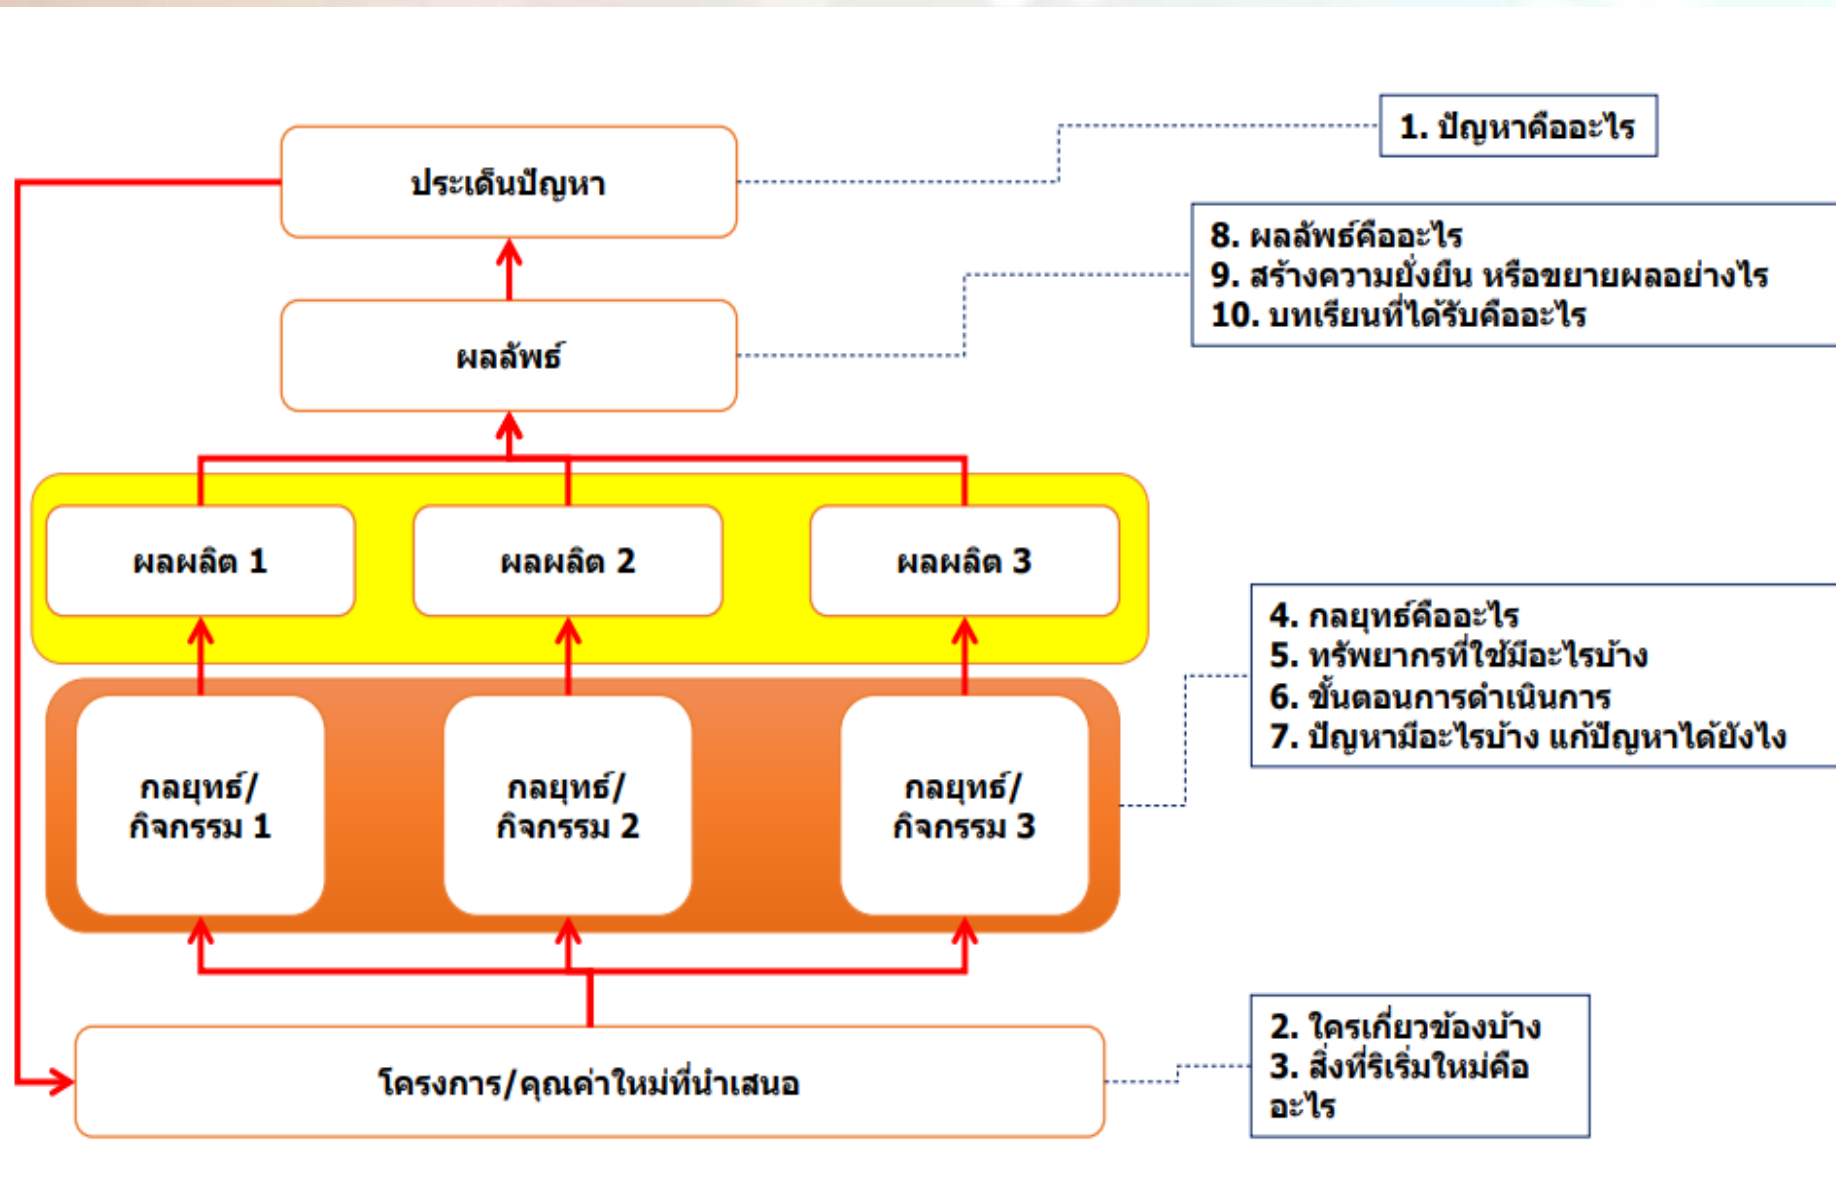 ประเด็นปัญหา
1. ปัญหาคืออะไร
ผลลัพธ์
8. ผลลัพธ์คืออะไร
9. สร้างความยั่งยืน หรือขยายผลอย่างไร
10. บทเรียนที่ได้รับคืออะไร
ผลผลิต 1
ผลผลิต 2
ผลผลิต 3
กลยุทธ์/
กิจกรรม 1
กลยุทธ์/
กิจกรรม 2
กลยุทธ์/
กิจกรรม 3
4. กลยุทธ์คืออะไร
5. ทรัพยากรที่ใช้มีอะไรบ้าง
6. ขั้นตอนการดำเนินการ
7. ปัญหามีอะไรบ้าง แก้ปัญหาได้ยังไง
โครงการ/คุณค่าใหม่ที่นำเสนอ
2. ใครเกี่ยวข้องบ้าง
3. สิ่งที่ริเริ่มใหม่คือ
อะไร